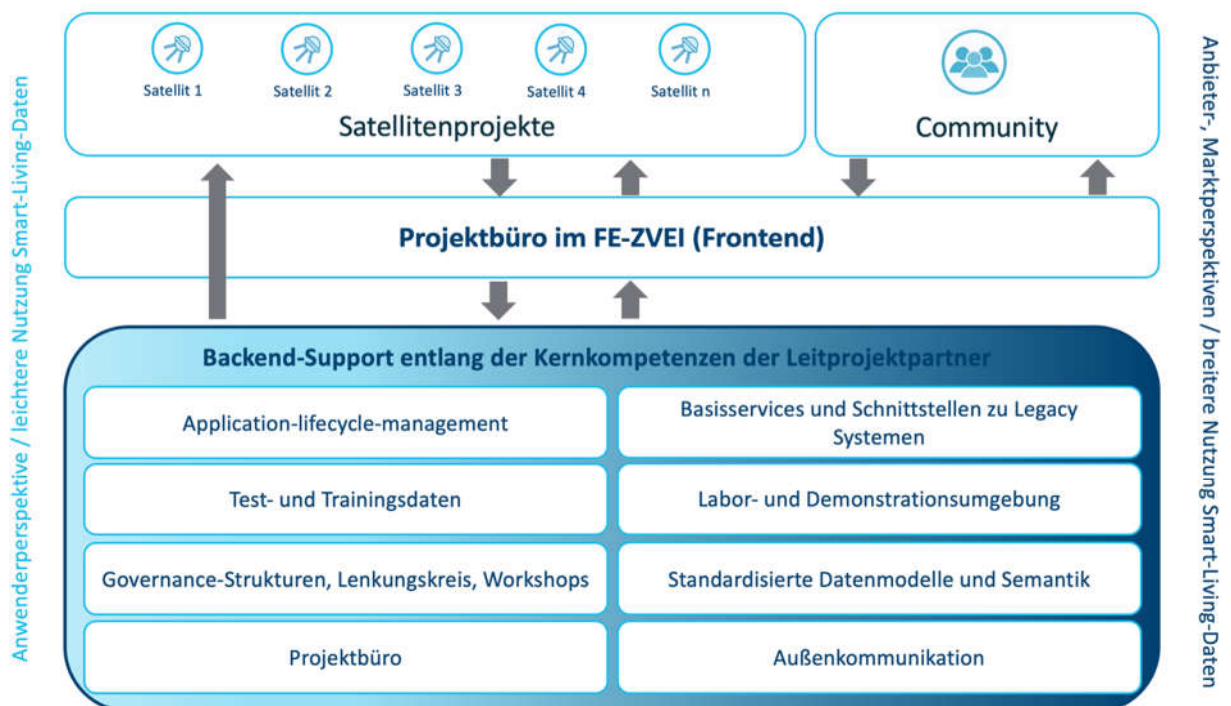 Anwenderperspektive / leichtere Nutzung Smart-Living-Daten
Satellit 1
Satellit 2
Satellit 3
Satellit 4
Satellit n
Satellitenprojekte
Community
Projektbüro im FE-ZVEI (Frontend)
Backend-Support entlang der Kernkompetenzen der Leitprojektpartner
Application-lifecycle-management
Basisservices und Schnittstellen zu Legacy
Systemen
Test- und Trainingsdaten
Labor- und Demonstrationsumgebung
Governance-Strukturen, Lenkungskreis, Workshops
Standardisierte Datenmodelle und Semantik
Projektbüro
Außenkommunikation
Anbieter-, Marktperspektiven / breitere Nutzung Smart-Living-Daten